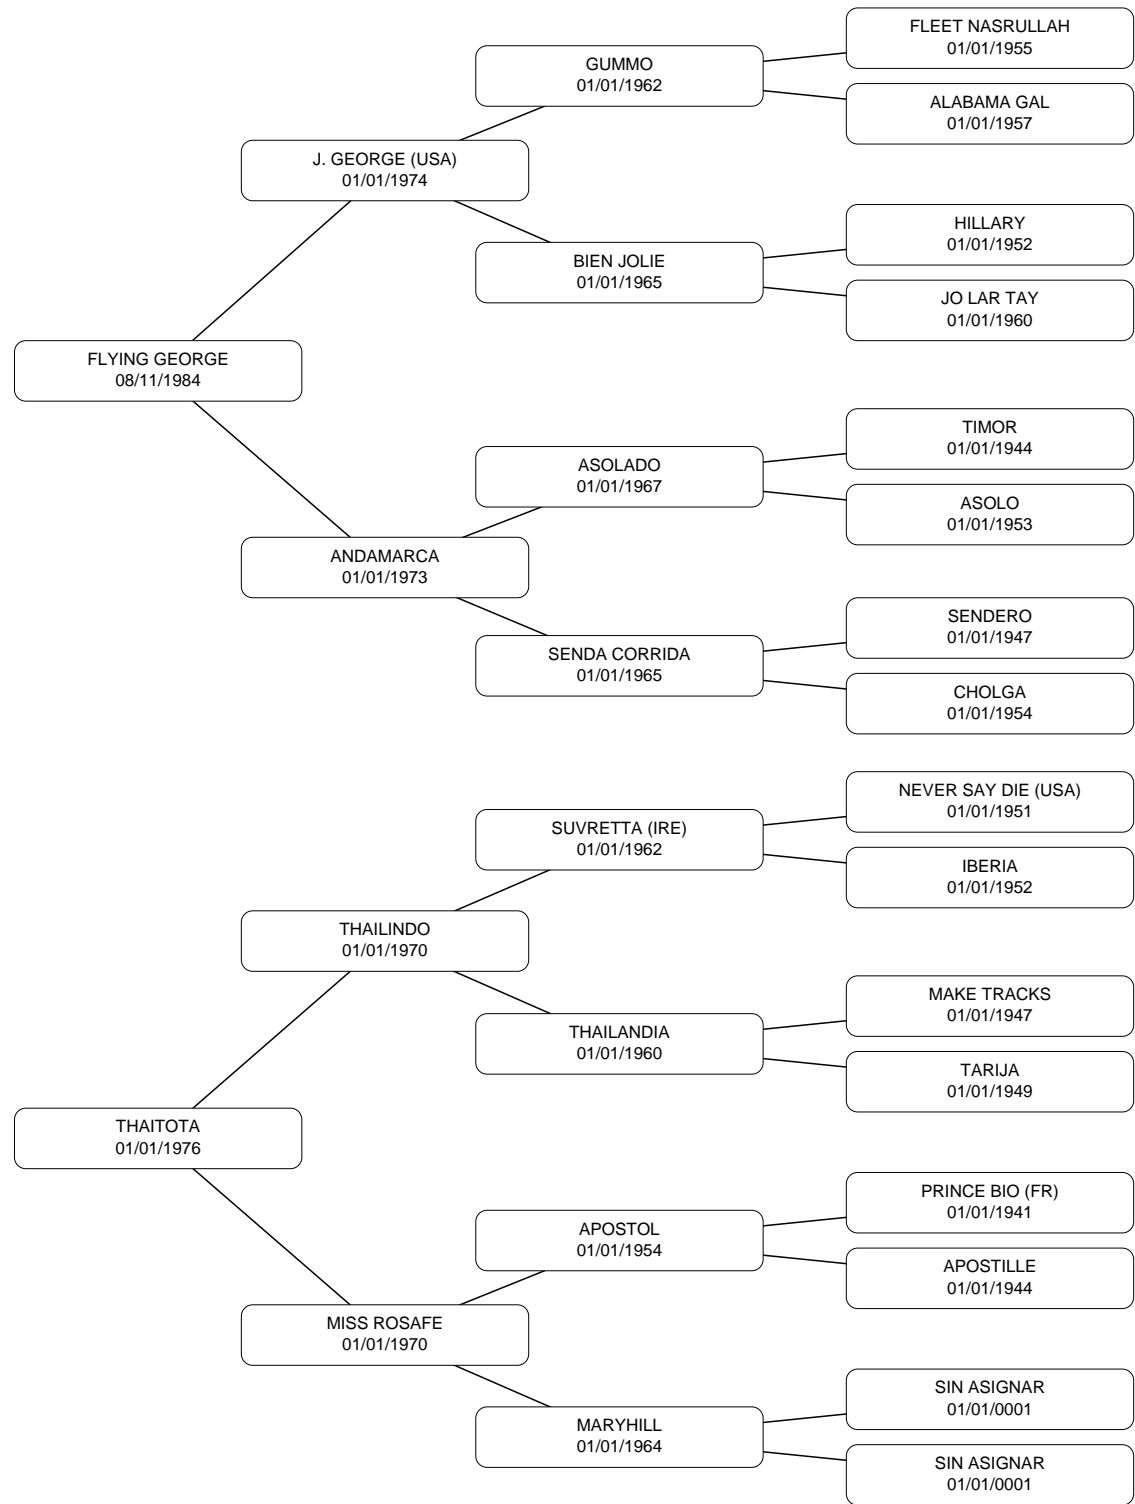 FLEET NASRULLAH
01/01/1955
GUMMO
01/01/1962
ALABAMA GAL
01/01/1957
J. GEORGE (USA)
01/01/1974
HILLARY
01/01/1952
BIEN JOLIE
01/01/1965
JO LAR TAY
01/01/1960
FLYING GEORGE
08/11/1984
TIMOR
01/01/1944
ASOLADO
01/01/1967
ASOLO
01/01/1953
ANDAMARCA
01/01/1973
SENDERO
01/01/1947
SENDA CORRIDA
01/01/1965
CHOLGA
01/01/1954
NEVER SAY DIE (USA)
01/01/1951
SUVRETTA (IRE)
01/01/1962
IBERIA
01/01/1952
THAILINDO
01/01/1970
MAKE TRACKS
01/01/1947
THAILANDIA
01/01/1960
TARIJA
01/01/1949
THAITOTA
01/01/1976
PRINCE BIO (FR)
01/01/1941
APOSTOL
01/01/1954
APOSTILLE
01/01/1944
MISS ROSAFE
01/01/1970
SIN ASIGNAR
01/01/0001
MARYHILL
01/01/1964
SIN ASIGNAR
01/01/0001